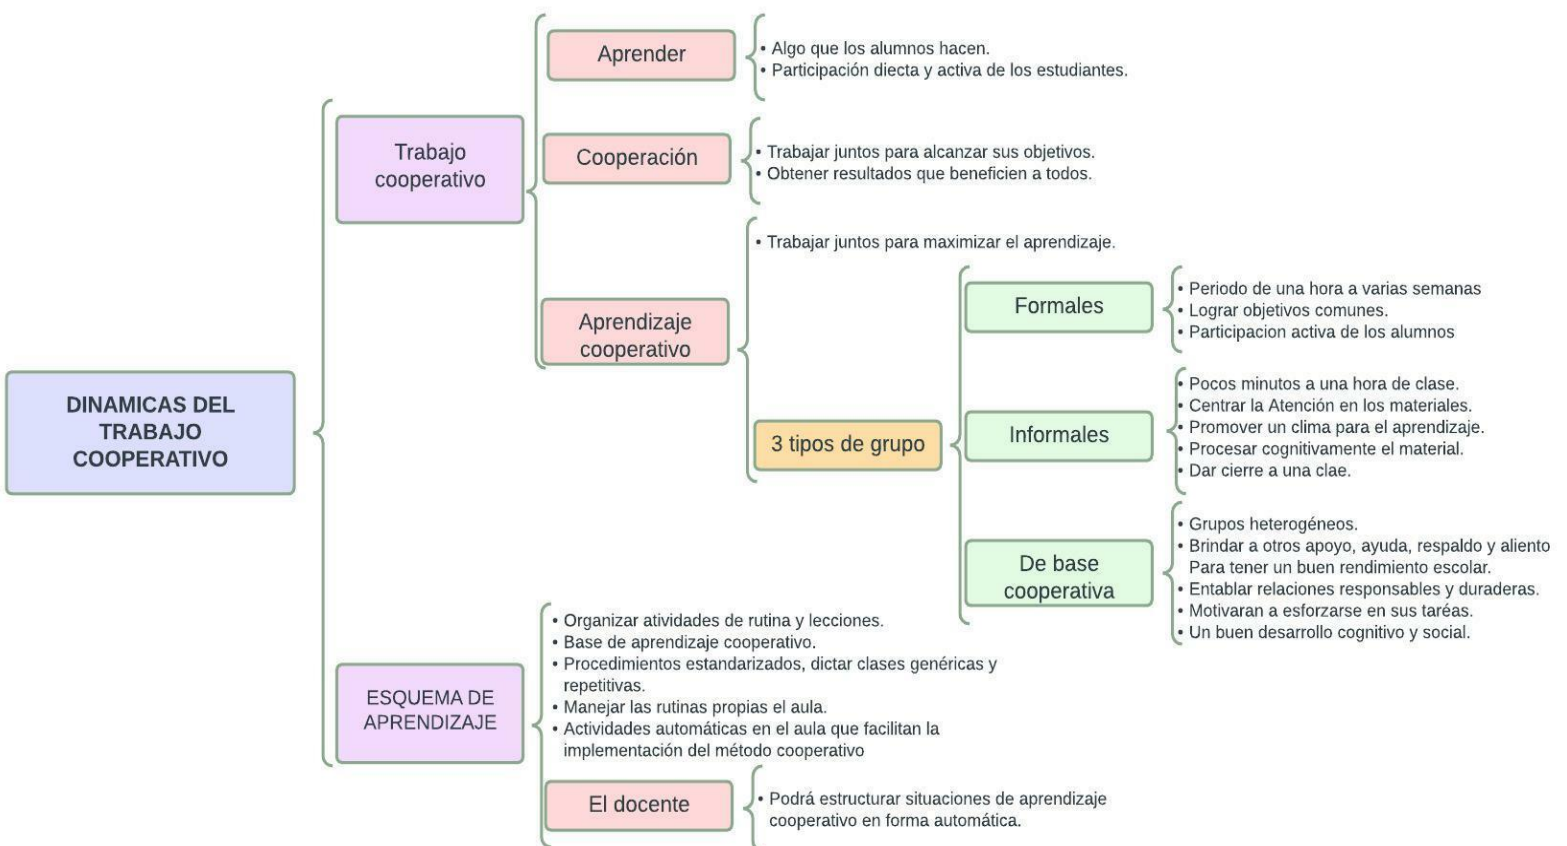 DINAMICAS DEL
TRABAJO
COOPERATIVO
Trabajo
cooperativo
Aprender
• Algo que los alumnos hacen.
• Participación diecta y activa de los estudiantes.
Cooperación
• Trabajar juntos para alcanzar sus objetivos.
• Obtener resultados que beneficien a todos.
Aprendizaje
cooperativo
• Trabajar juntos para maximizar el aprendizaje.
3 tipos de grupo
Formales
• Periodo de una hora a varias semanas
• Lograr objetivos comunes.
• Participacion activa de los alumnos
Informales
• Pocos minutos a una hora de clase.
• Centrar la Atención en los materiales.
• Promover un clima para el aprendizaje.
• Procesar cognitivamente el material.
• Dar cierre a una clae.
De base
cooperativa
• Grupos heterogéneos.
• Brindar a otros apoyo, ayuda, respaldo y aliento
Para tener un buen rendimiento escolar.
• Entablar relaciones responsables y duraderas.
• Motivaran a esforzarse en sus taréas.
• Un buen desarrollo cognitivo y social.
ESQUEMA DE
APRENDIZAJE
• Organizar atividades de rutina y lecciones.
• Base de aprendizaje cooperativo.
• Procedimientos estandarizados, dictar clases genéricas y
repetitivas.
• Manejar las rutinas propias el aula.
• Actividades automáticas en el aula que facilitan la
implementación del método cooperativo
El docente
• Podrá estructurar situaciones de aprendizaje
cooperativo en forma automática.